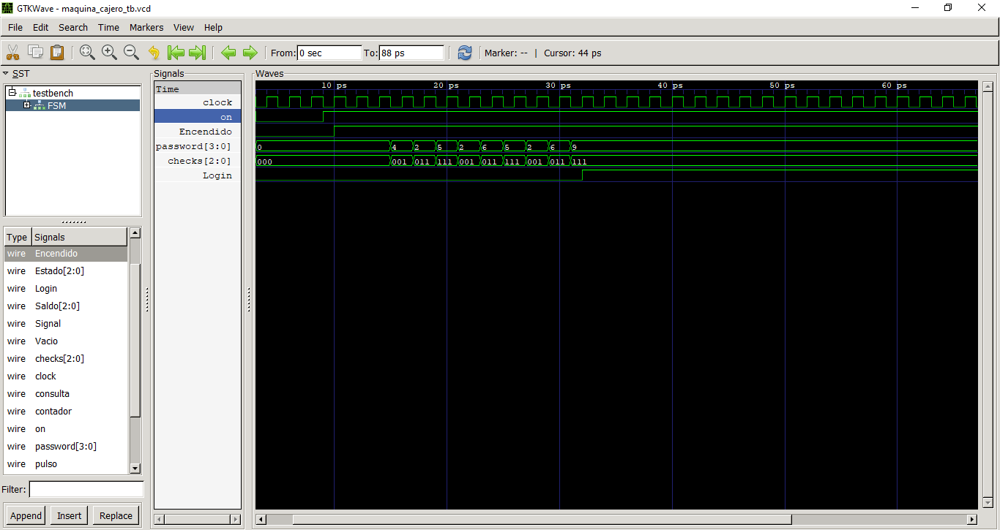 GTKWave - maquina_cajero_tb.vcd
File Edit Search Time Markers View Help
From: 0 sec To: 88 ps Marker: -- | Cursor: 44 ps
SST
testbench
FSM
Type Signals
wire Encendido
wire Estado[2:0]
wire Login
wire Saldo[2:0]
wire Signal
wire Vacio
wire checks[2:0]
wire clock
wire consulta
wire contador
wire on
wire password[3:0]
wire pulso
Filter:
Append Insert Replace
Signals
Time
clock
on
Encendido
password[3:0]
checks[2:0]
Login
Waves
10 ps 20 ps 30 ps 40 ps 50 ps 60 ps
0 4 2 5 2 6 5 2 6 9
000 001 011 111 001 011 111 001 011 111